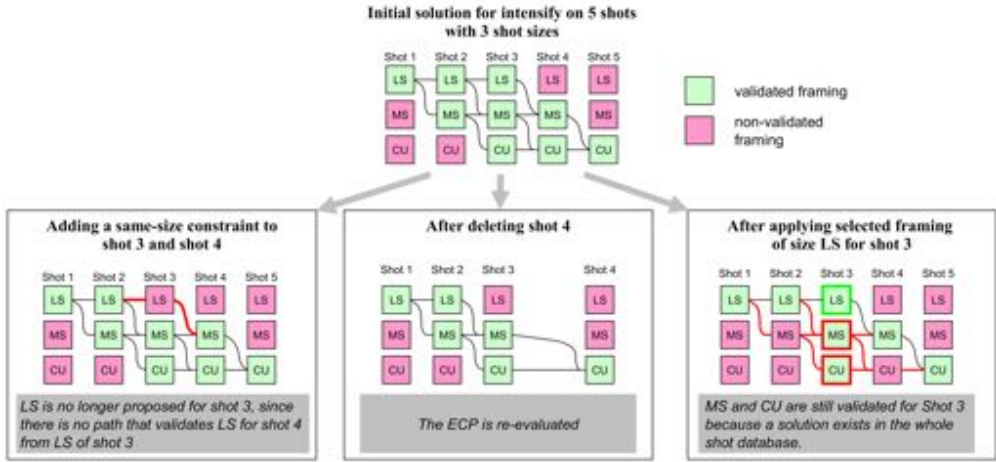 Initial solution for intensify on 5 shots
with 3 shot sizes
Shot 1 Shot 2 Shot 3 Shot 4 Shot 5
LS LS LS LS LS
MS MS MS MS MS
CU CU CU CU CU
validated framing
non-validated
framing
Adding a same-size constraint to
shot 3 and shot 4
Shot 1 Shot 2 Shot 3 Shot 4 Shot 5
LS LS LS LS LS
MS MS MS MS MS
CU CU CU CU CU
LS is no longer proposed for shot 3, since
there is no path that validates LS for shot 4
from LS of shot 3
After deleting shot 4
Shot 1 Shot 2 Shot 3 Shot 4
LS LS LS LS
MS MS MS MS
CU CU CU CU
The ECP is re-evaluated
After applying selected framing
of size LS for shot 3
Shot 1 Shot 2 Shot 3 Shot 4 Shot 5
LS LS LS LS LS
MS MS MS MS MS
CU CU CU CU CU
MS and CU are still validated for Shot 3
because a solution exists in the whole
shot database.